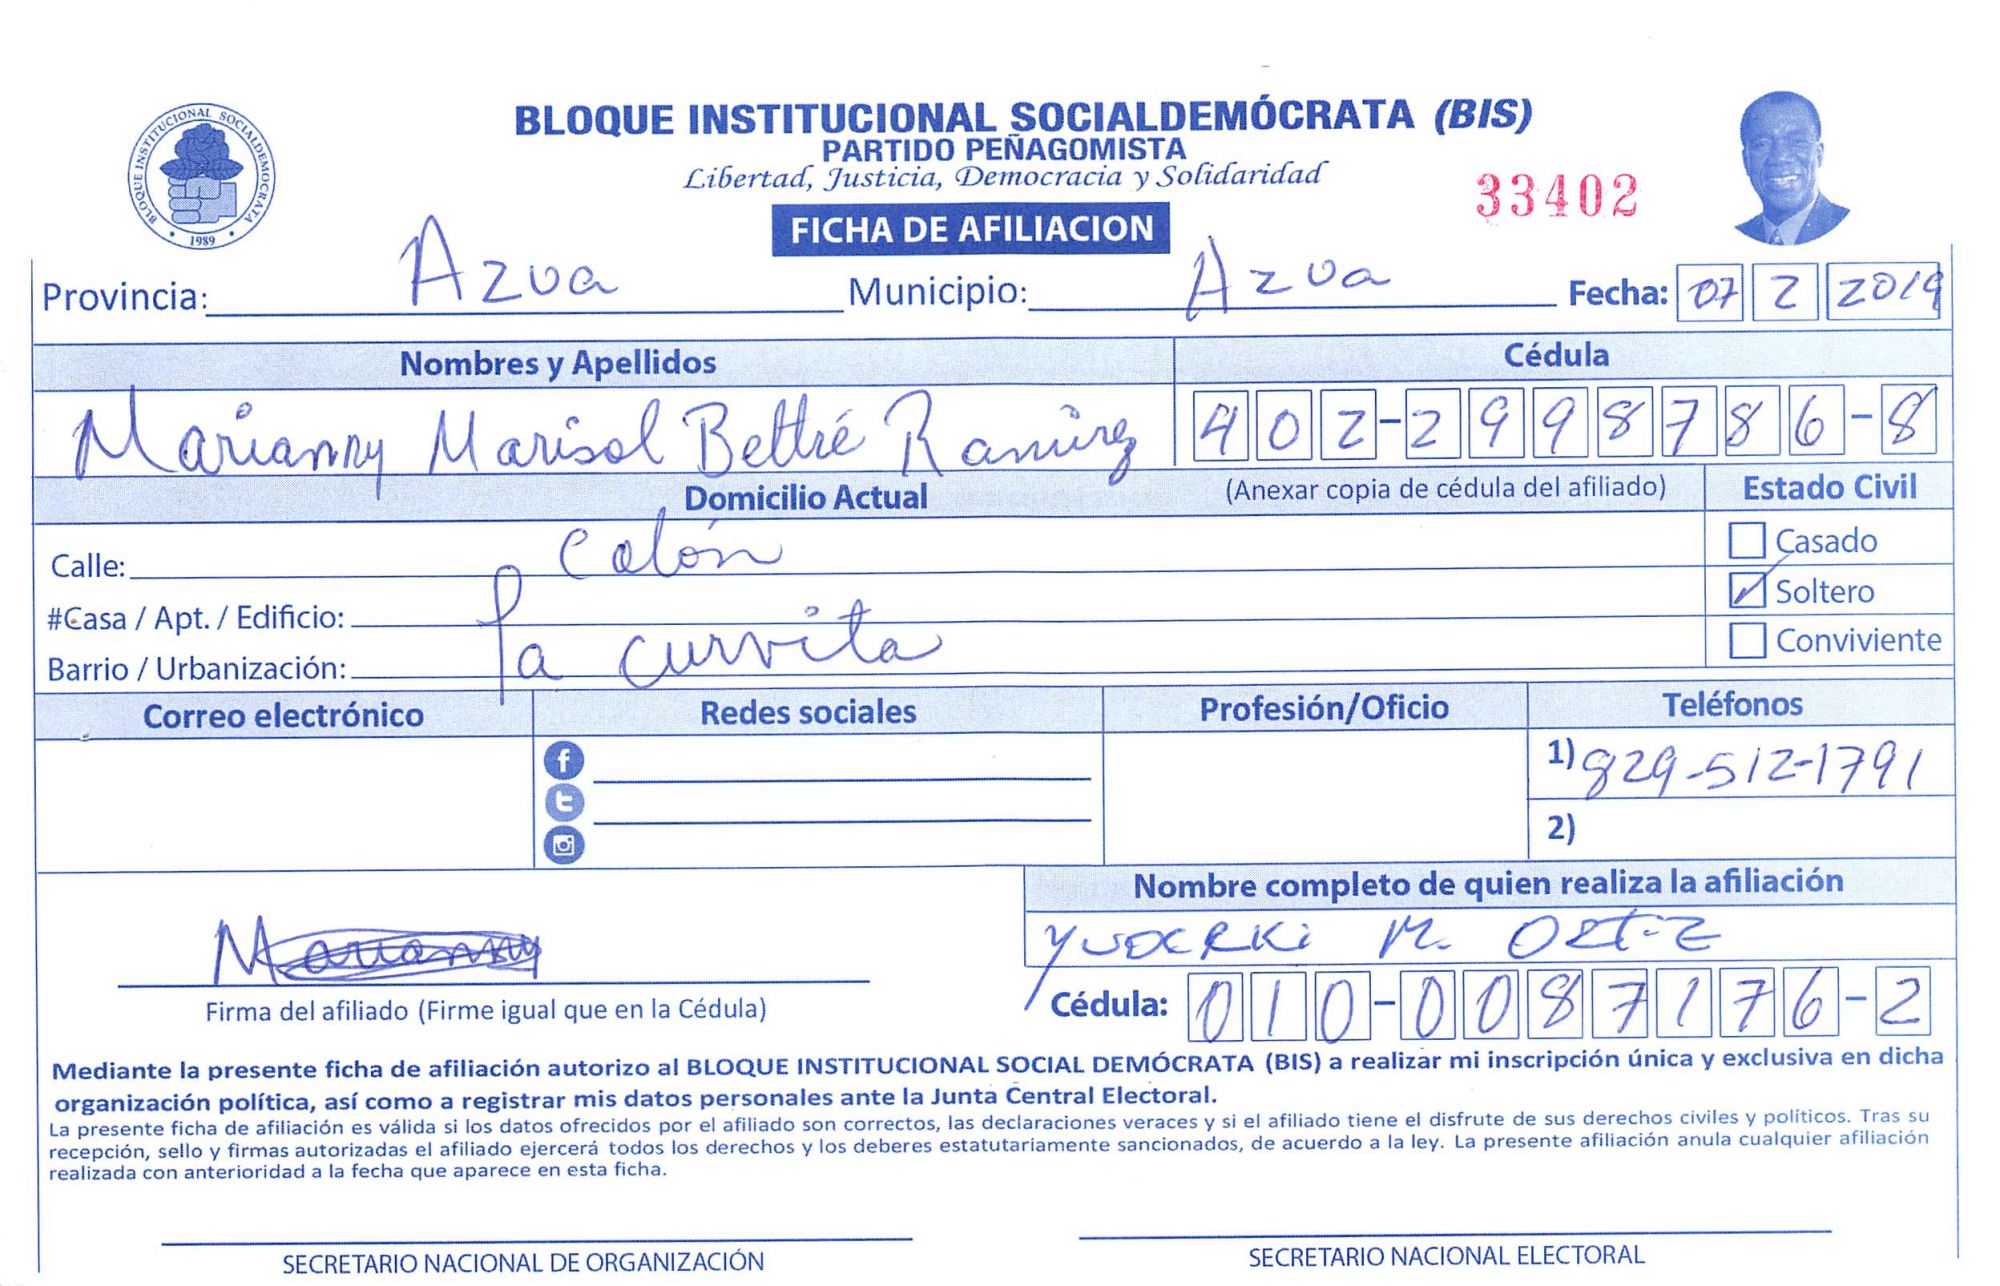 BLOQUE INSTITUCIONAL SOCIALDEMÓCRATA (BIS)
PARTIDO PEÑAGOMISTA
Libertad, Justicia, Democracia y Solidaridad
33402
BLOQUE INSTITUCIONAL SOCIALDEMOCRATA
1989
FICHA DE AFILIACION
Provincia: Azua Municipio: Azua Fecha: 07 2 2019
Nombres y Apellidos Cédula
Marianny Marisol Beltré Ramirez 402-2998786-8
Domicilio Actual (Anexar copia de cédula del afiliado) Estado Civil
Calle: Colón Casado
#Casa / Apt. / Edificio: Soltero
Barrio / Urbanización: la curvita Conviviente
Correo electrónico Redes sociales Profesión/Oficio Teléfonos
1) 829-512-1791
2)
Nombre completo de quien realiza la afiliación
Marianny Yuderki M. Ortiz
Firma del afiliado (Firme igual que en la Cédula) Cédula: 010-0087176-2
Mediante la presente ficha de afiliación autorizo al BLOQUE INSTITUCIONAL SOCIAL DEMÓCRATA (BIS) a realizar mi inscripción única y exclusiva en dicha
organización política, así como a registrar mis datos personales ante la Junta Central Electoral.
La presente ficha de afiliación es válida si los datos ofrecidos por el afiliado son correctos, las declaraciones veraces y si el afiliado tiene el disfrute de sus derechos civiles y políticos. Tras su
recepción, sello y firmas autorizadas el afiliado ejercerá todos los derechos y los deberes estatutariamente sancionados, de acuerdo a la ley. La presente afiliación anula cualquier afiliación
realizada con anterioridad a la fecha que aparece en esta ficha.
SECRETARIO NACIONAL DE ORGANIZACIÓN SECRETARIO NACIONAL ELECTORAL